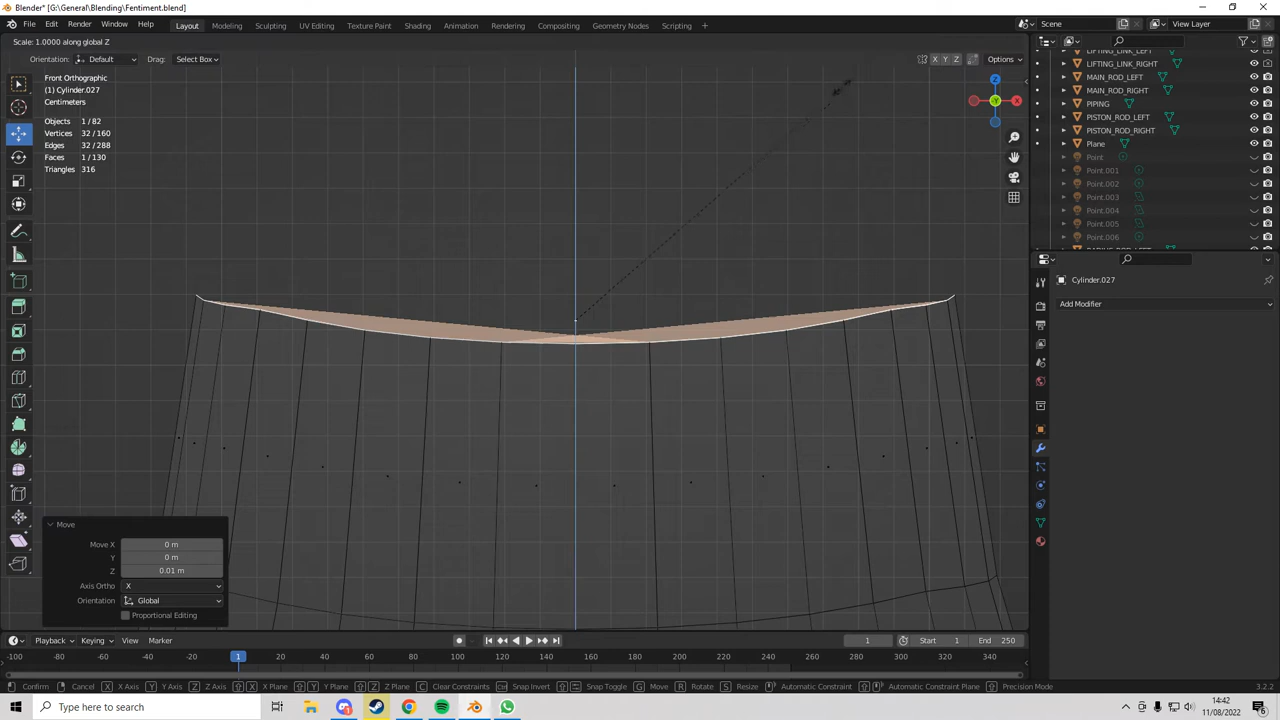 Blender* [G:\General\Blending\Fentiment.blend]
File Edit Render Window Help Layout Modeling Sculpting UV Editing Texture Paint Shading Animation Rendering Compositing Geometry Nodes Scripting + Scene View Layer
Scale: 1.0000 along global Z
Orientation: Default Drag: Select Box X Y Z Options
Front Orthographic
(1) Cylinder.027
Centimeters
Objects 1/82
Vertices 32/160
Edges 32/288
Faces 1/130
Triangles 316
Z
Y
X
LIFTING_LINK_LEFT
LIFTING_LINK_RIGHT
MAIN_ROD_LEFT
MAIN_ROD_RIGHT
PIPING
PISTON_ROD_LEFT
PISTON_ROD_RIGHT
Plane
Point
Point.001
Point.002
Point.003
Point.004
Point.005
Point.006
RADIUS_ROD_LEFT
Cylinder.027
Add Modifier
Move
Move X 0 m
Y 0 m
Z 0.01 m
Axis Ortho X
Orientation Global
Proportional Editing
Playback Keying View Marker 1 Start 1 End 250
-100 -80 -60 -40 -20 1 20 40 60 80 100 120 140 160 180 200 220 240 260 280 300 320 340
Confirm Cancel X X Axis Y Y Axis Z Z Axis X X Plane Y Y Plane Z Z Plane C Clear Constraints Ctrl Snap Invert Snap Toggle G Move R Rotate S Resize Automatic Constraint Automatic Constraint Plane Precision Mode 3.2.2
Type here to search
14:42
11/08/2022
6